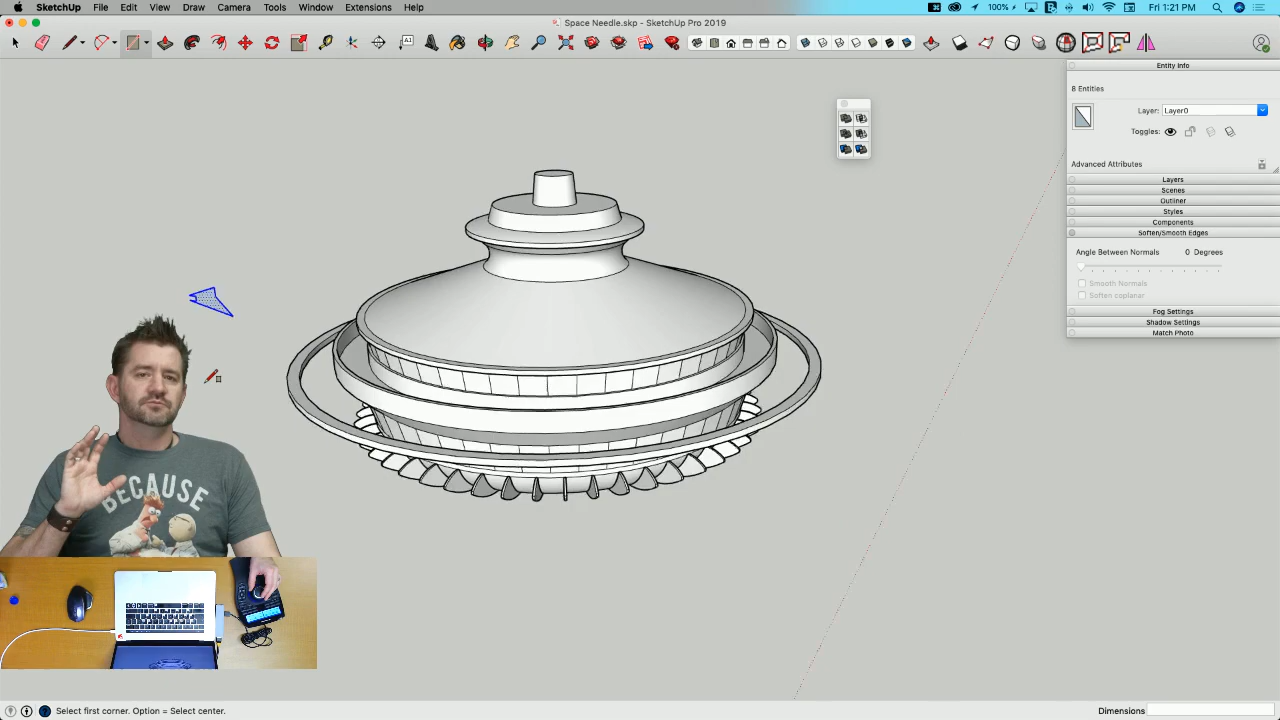 SketchUp File Edit View Draw Camera Tools Window Extensions Help
100% Fri 1:21 PM
Space Needle.skp - SketchUp Pro 2019
A1
Entity Info
8 Entities
Layer: Layer0
Toggles:
Advanced Attributes
Layers
Scenes
Outliner
Styles
Components
Soften/Smooth Edges
Angle Between Normals 0 Degrees
Smooth Normals
Soften coplanar
Fog Settings
Shadow Settings
Match Photo
BECAUSE
Select first corner. Option = Select center.
Dimensions